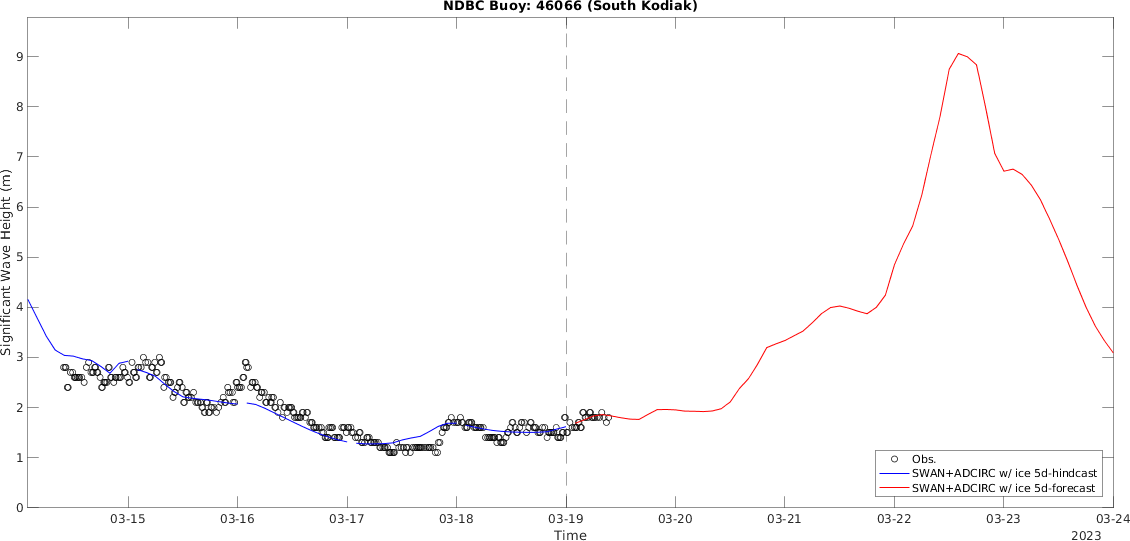 NDBC Buoy: 46066 (South Kodiak)
Significant Wave Height (m)
9
8
7
6
5
4
3
2
1
0
Obs.
SWAN+ADCIRC w/ ice 5d-hindcast
SWAN+ADCIRC w/ ice 5d-forecast
03-15 03-16 03-17 03-18 03-19 03-20 03-21 03-22 03-23 03-24
Time
2023